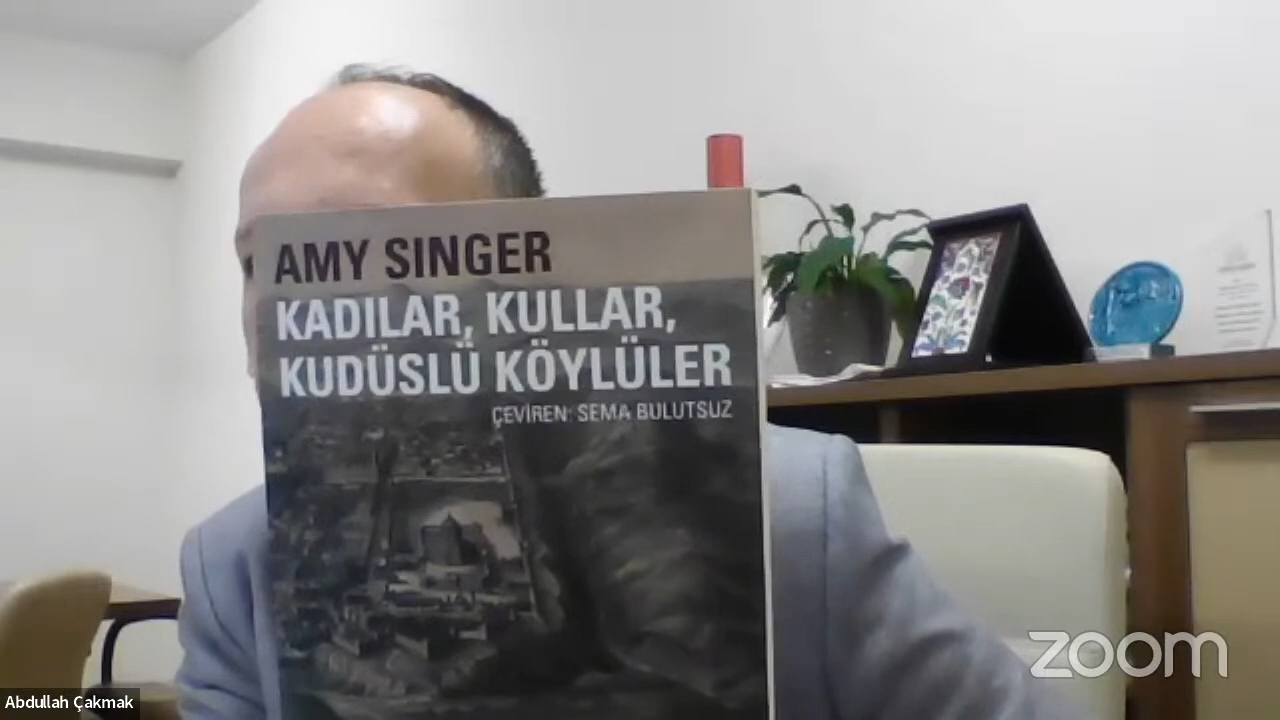 AMY SINGER
KADILAR, KULLAR,
KUDÜSLÜ KÖYLÜLER
ÇEVİREN: SEMA BULUTSUZ
zoom
Abdullah Çakmak